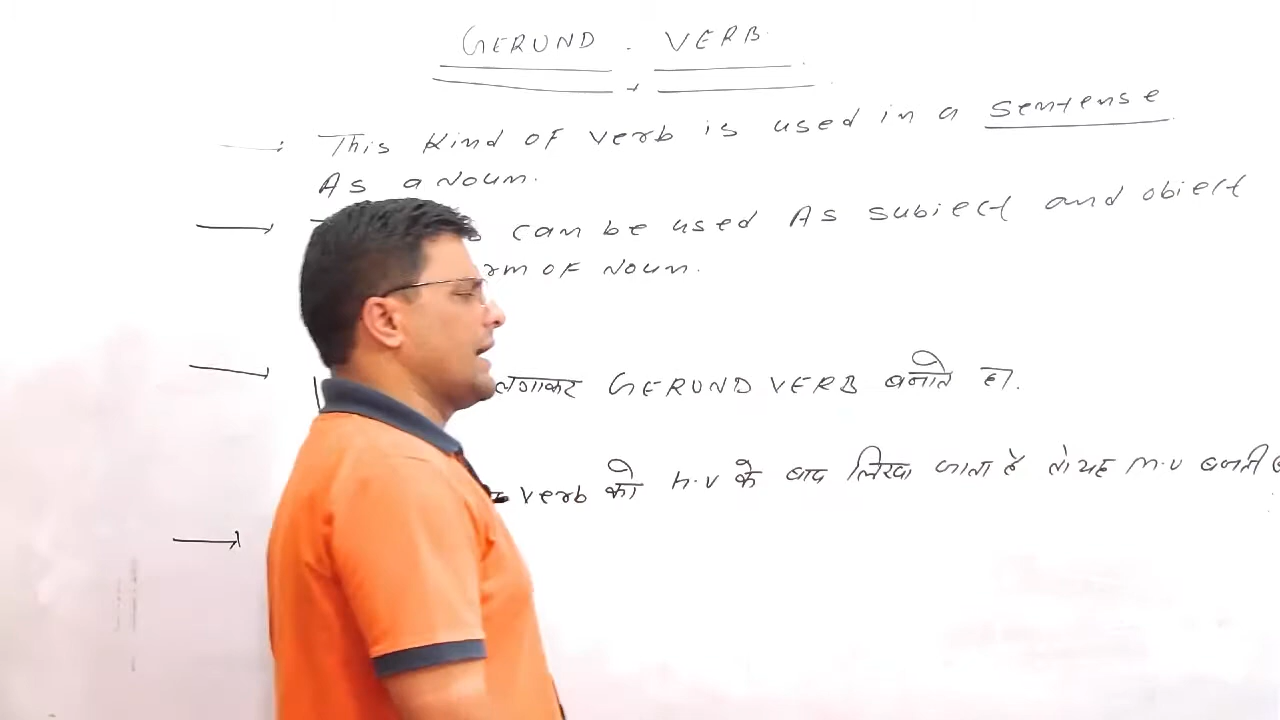 GERUND . VERB
This Kind OF verb is used in a sentense
As a Noun.
can be used As subject and object
rm OF Noun.
लगाकर GERUND VERB बनाते है।
verb को h.v के बाद लिखा जाता है तो यह m.v बनती